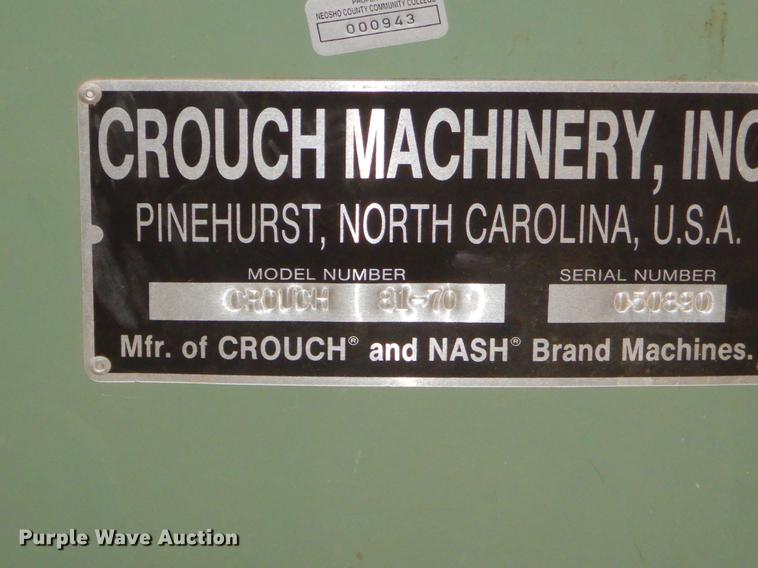 NEOSHO COUNTY COMMUNITY COLLEGE
000943
CROUCH MACHINERY, INC
PINEHURST, NORTH CAROLINA, U.S.A.
MODEL NUMBER SERIAL NUMBER
CROUCH 81-70 050890
Mfr. of CROUCH® and NASH® Brand Machines.
Purple Wave Auction